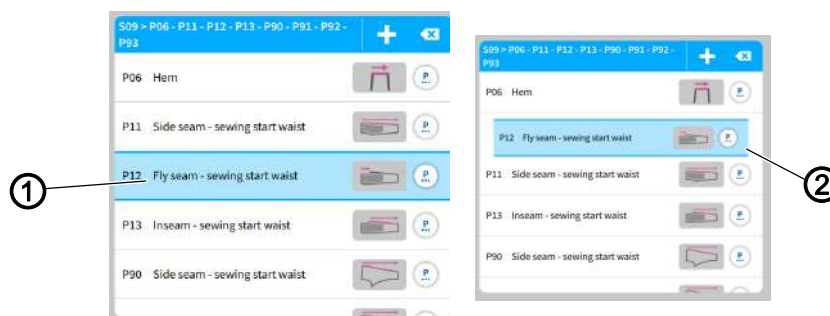 S09 > P06 - P11 - P12 - P13 - P90 - P91 - P92 -
P93
P06 Hem P...
P11 Side seam - sewing start waist P...
1 P12 Fly seam - sewing start waist P...
P13 Inseam - sewing start waist P...
P90 Side seam - sewing start waist P...
S09 > P06 - P11 - P12 - P13 - P90 - P91 - P92 -
P93
P06 Hem P...
P12 Fly seam - sewing start waist P...
2
P11 Side seam - sewing start waist P...
P13 Inseam - sewing start waist P...
P90 Side seam - sewing start waist P...